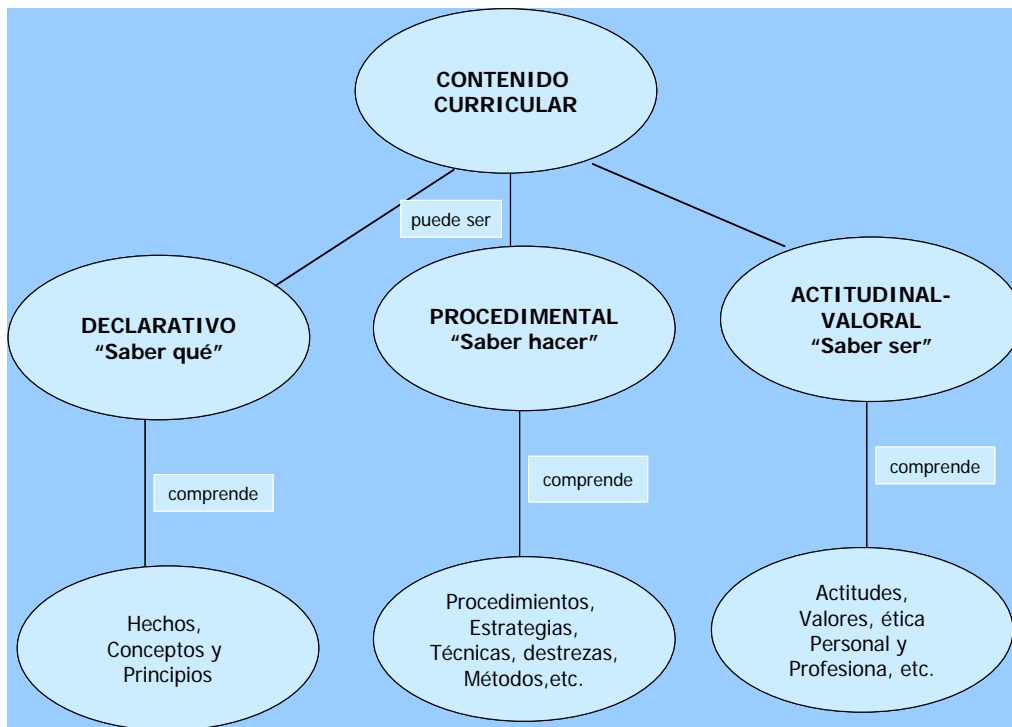 CONTENIDO
CURRICULAR
puede ser
DECLARATIVO
“Saber qué”
PROCEDIMENTAL
“Saber hacer”
ACTITUDINAL-
VALORAL
“Saber ser”
comprende
comprende
comprende
Hechos,
Conceptos y
Principios
Procedimientos,
Estrategias,
Técnicas, destrezas,
Métodos,etc.
Actitudes,
Valores, ética
Personal y
Profesiona, etc.